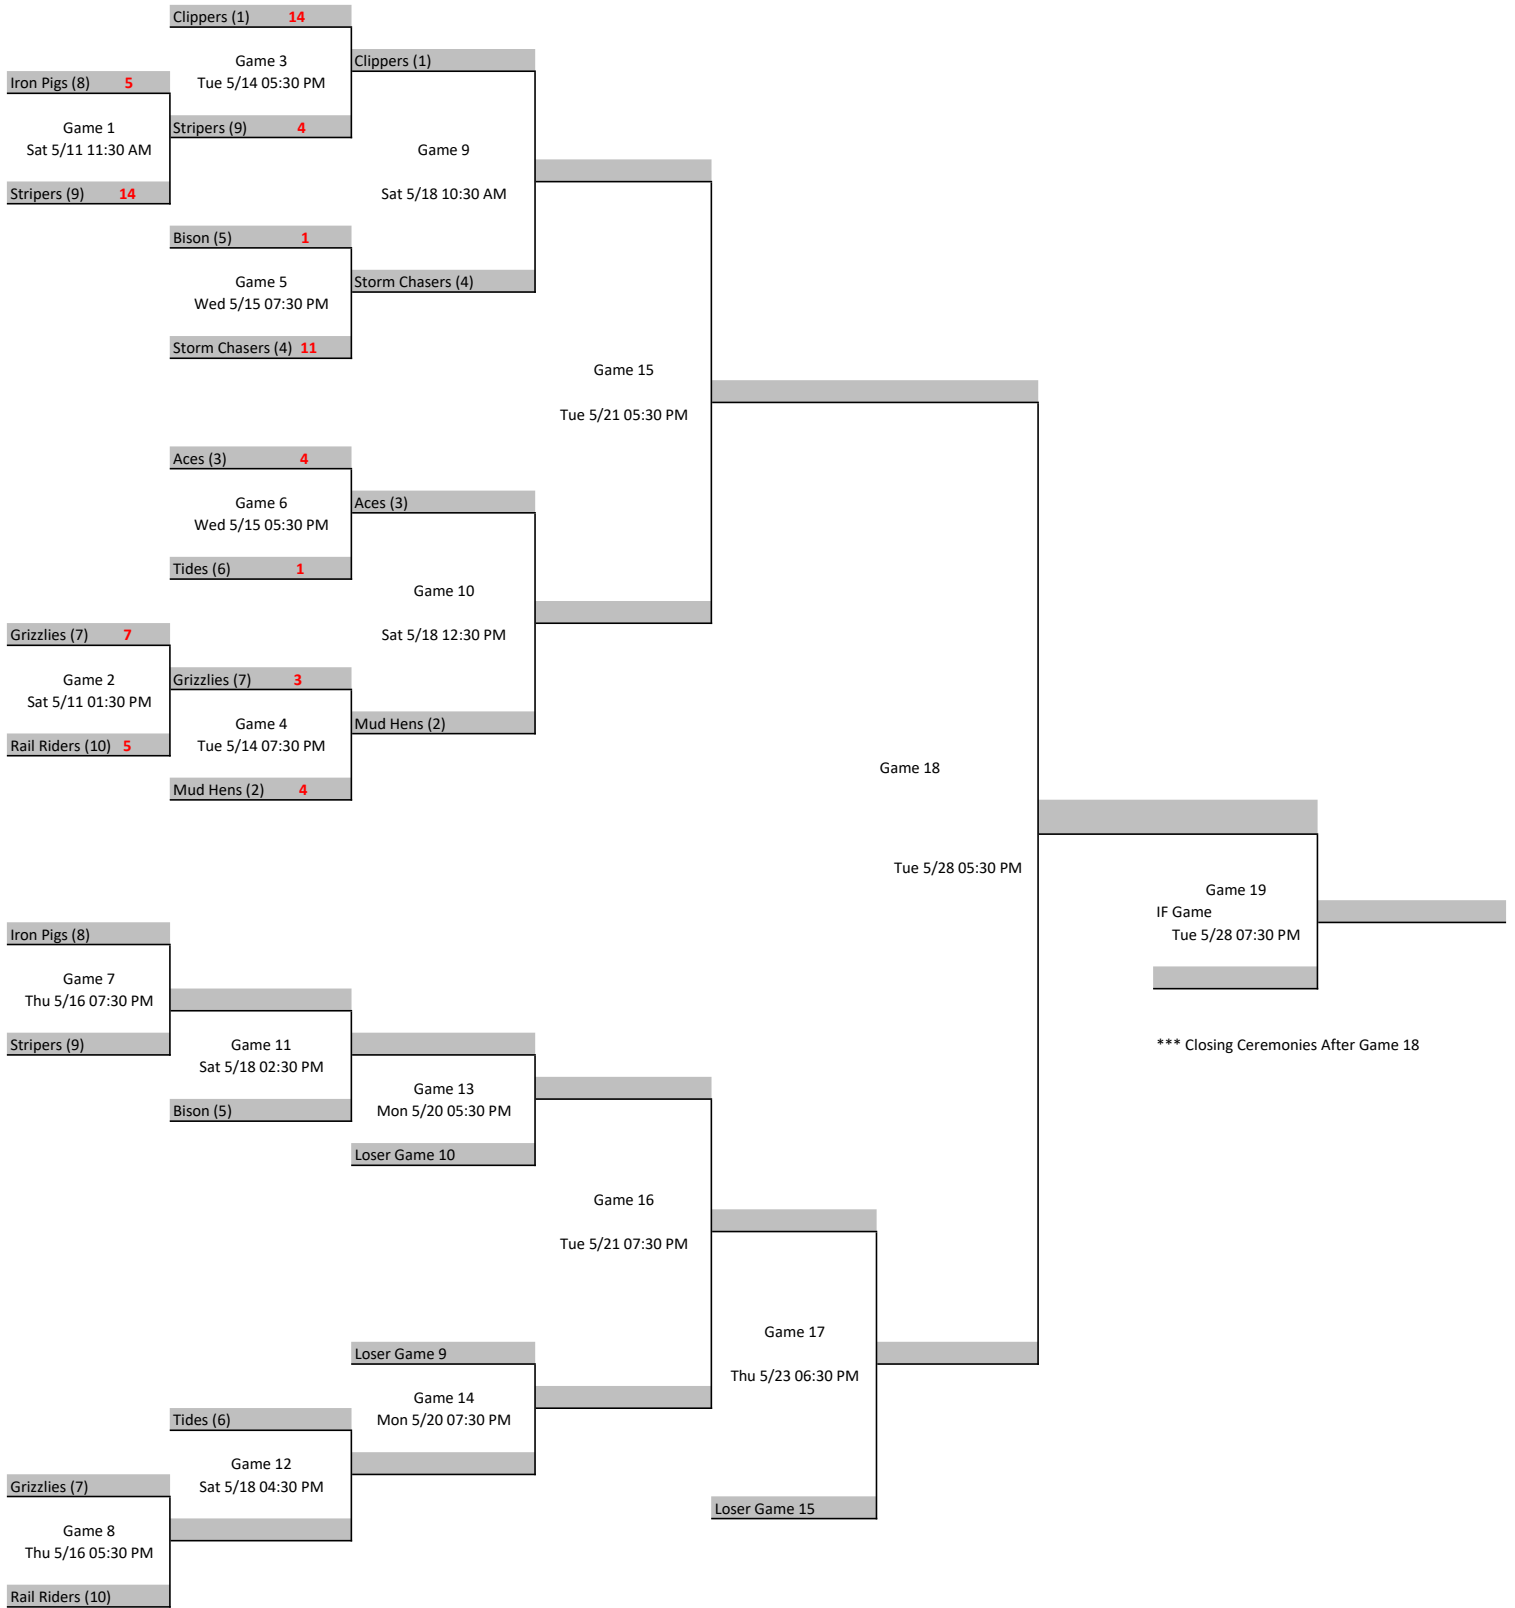 Clippers (1) 14
Game 3
Tue 5/14 05:30 PM
Clippers (1)
Iron Pigs (8) 5
Game 1
Sat 5/11 11:30 AM
Stripers (9) 4
Stripers (9) 14
Game 9
Sat 5/18 10:30 AM
Bison (5) 1
Game 5
Wed 5/15 07:30 PM
Storm Chasers (4)
Storm Chasers (4) 11
Game 15
Tue 5/21 05:30 PM
Aces (3) 4
Game 6
Wed 5/15 05:30 PM
Aces (3)
Tides (6) 1
Game 10
Sat 5/18 12:30 PM
Grizzlies (7) 7
Game 2
Sat 5/11 01:30 PM
Grizzlies (7) 3
Rail Riders (10) 5
Game 4
Tue 5/14 07:30 PM
Mud Hens (2)
Mud Hens (2) 4
Game 18
Tue 5/28 05:30 PM
Game 19
IF Game
Tue 5/28 07:30 PM
Iron Pigs (8)
Game 7
Thu 5/16 07:30 PM
Stripers (9)
Game 11
Sat 5/18 02:30 PM
*** Closing Ceremonies After Game 18
Bison (5)
Game 13
Mon 5/20 05:30 PM
Loser Game 10
Game 16
Tue 5/21 07:30 PM
Game 17
Thu 5/23 06:30 PM
Loser Game 9
Game 14
Mon 5/20 07:30 PM
Tides (6)
Game 12
Sat 5/18 04:30 PM
Grizzlies (7)
Loser Game 15
Game 8
Thu 5/16 05:30 PM
Rail Riders (10)